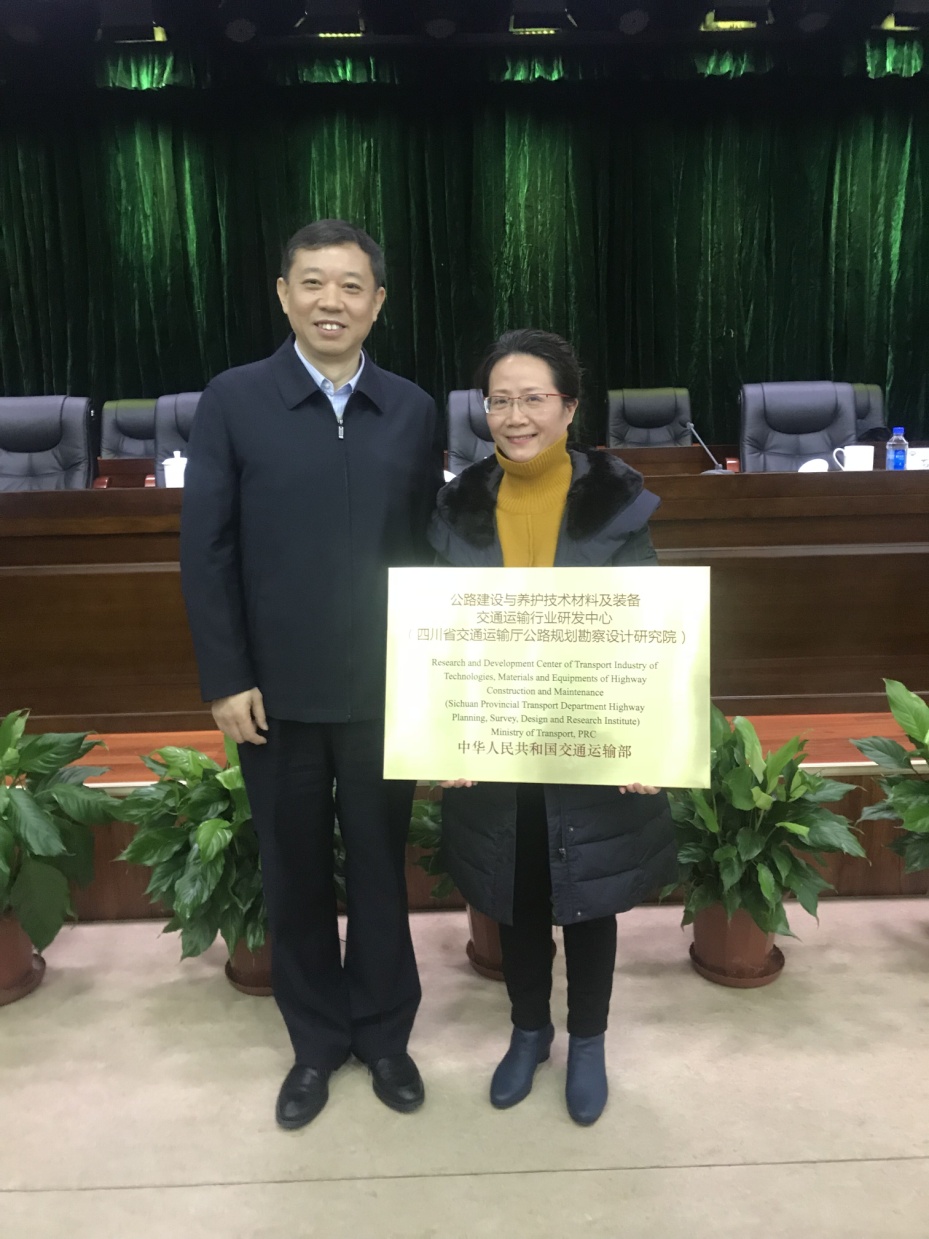 公路建设与养护技术材料及装备
交通运输行业研发中心
（四川省交通运输厅公路规划勘察设计研究院）
Research and Development Center of Transport Industry of
Technologies, Materials and Equipments of Highway
Construction and Maintenance
(Sichuan Provincial Transport Department Highway
Planning, Survey, Design and Research Institute)
Ministry of Transport, PRC
中华人民共和国交通运输部